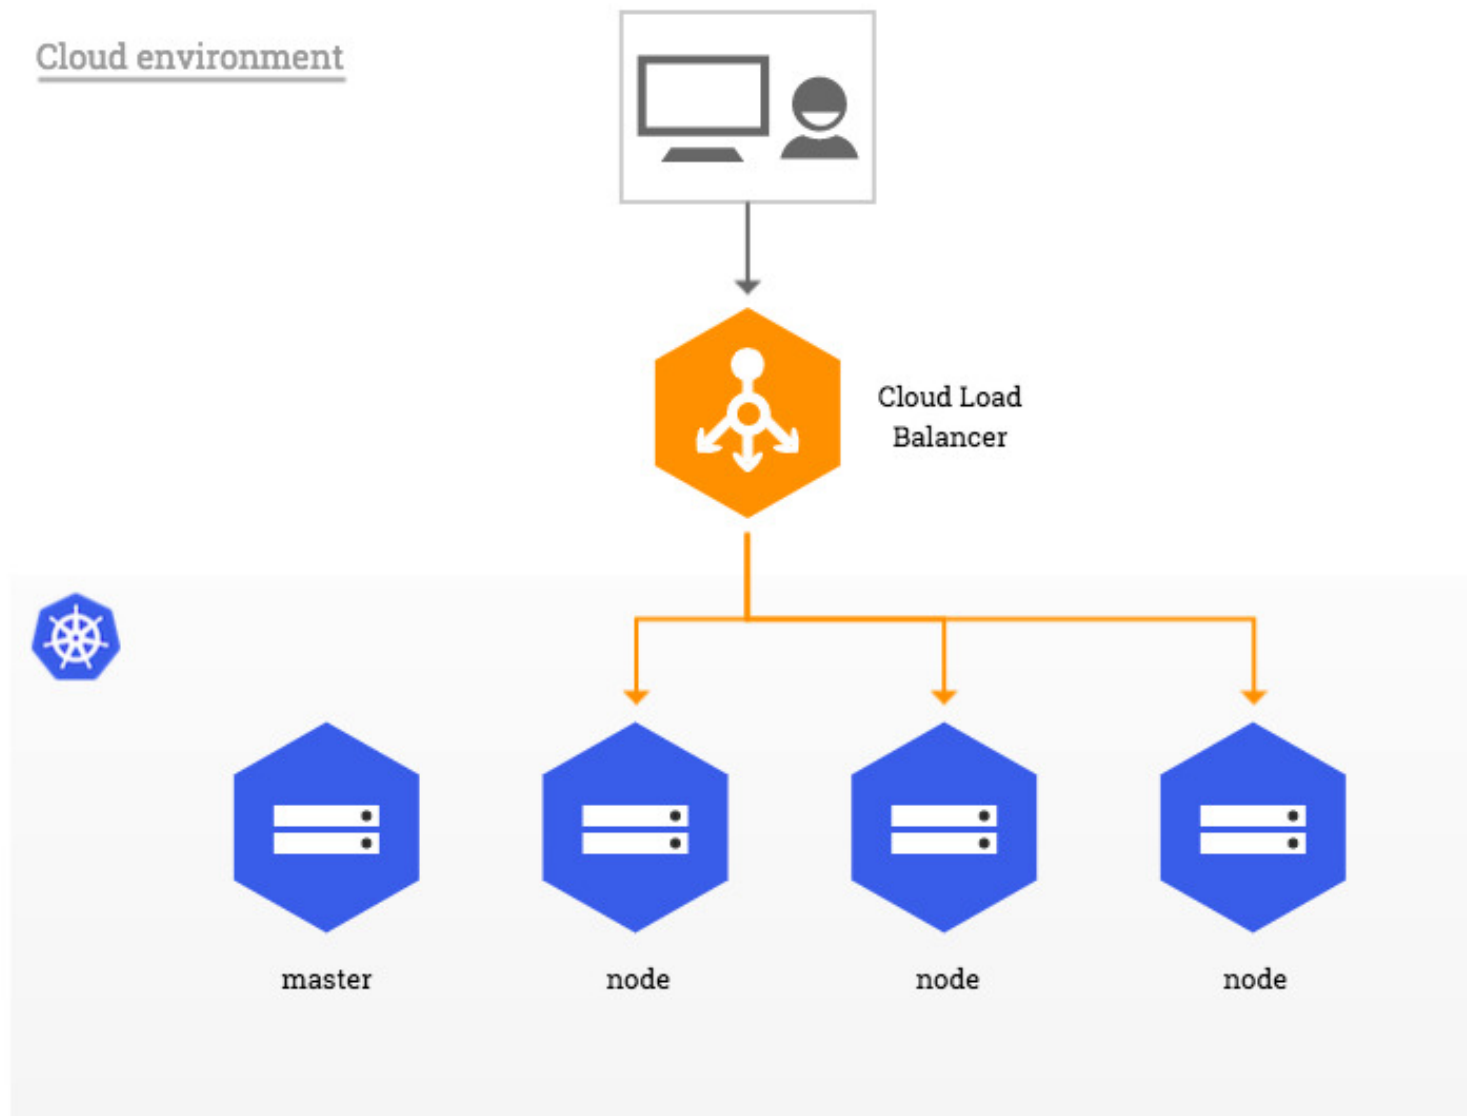 Cloud environment
Cloud Load
Balancer
master
node
node
node